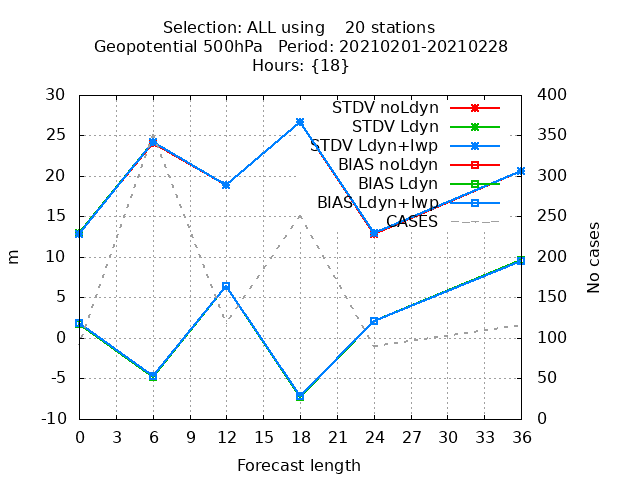 Selection: ALL using    20 stations
Geopotential 500hPa   Period: 20210201-20210228
Hours: {18}
30
25
20
15
10
5
0
-5
-10
m
400
350
300
250
200
150
100
50
0
No cases
STDV noLdyn
STDV Ldyn
STDV Ldyn+lwp
BIAS noLdyn
BIAS Ldyn
BIAS Ldyn+lwp
CASES
0 3 6 9 12 15 18 21 24 27 30 33 36
Forecast length